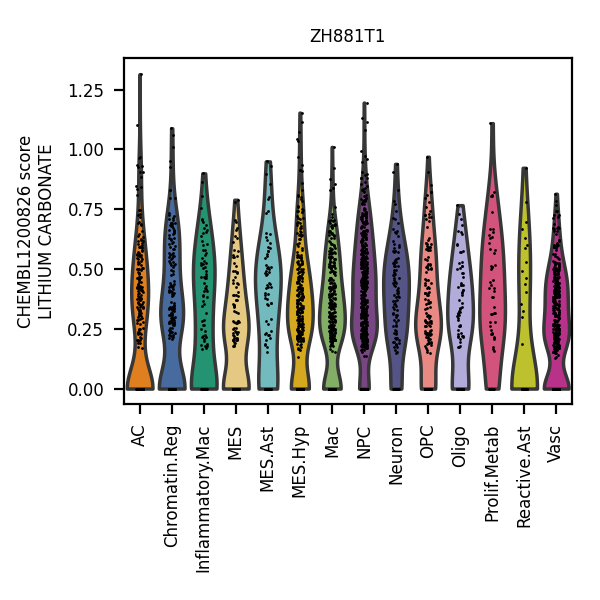 ZH881T1
CHEMBL1200826 score
LITHIUM CARBONATE
1.25
1.00
0.75
0.50
0.25
0.00
AC
Chromatin.Reg
Inflammatory.Mac
MES
MES.Ast
MES.Hyp
Mac
NPC
Neuron
OPC
Oligo
Prolif.Metab
Reactive.Ast
Vasc